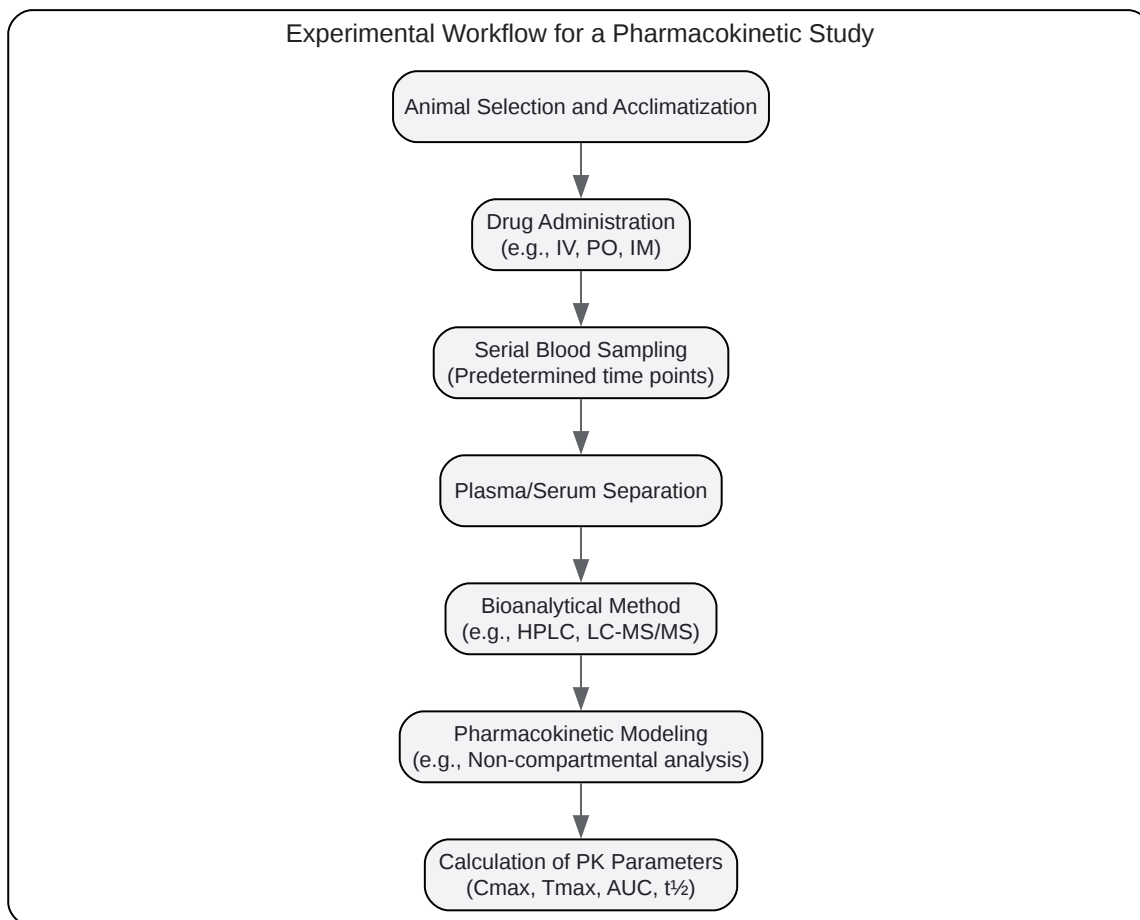 Experimental Workflow for a Pharmacokinetic Study
Animal Selection and Acclimatization
Drug Administration
(e.g., IV, PO, IM)
Serial Blood Sampling
(Predetermined time points)
Plasma/Serum Separation
Bioanalytical Method
(e.g., HPLC, LC-MS/MS)
Pharmacokinetic Modeling
(e.g., Non-compartmental analysis)
Calculation of PK Parameters
(Cmax, Tmax, AUC, t½)